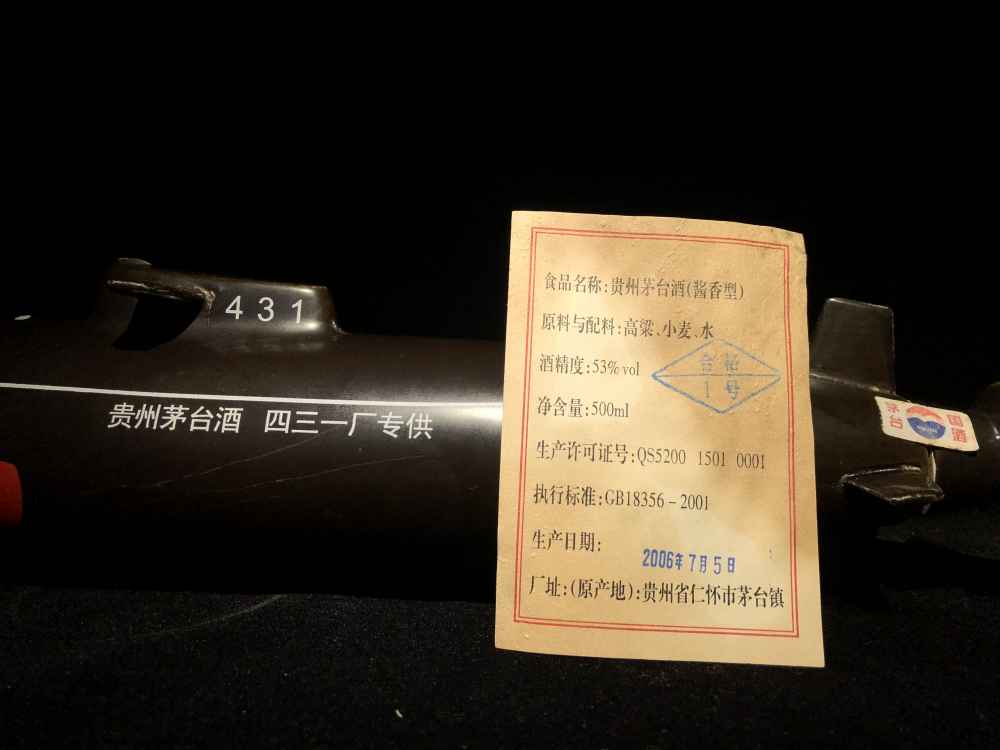 431
贵州茅台酒 四三一厂专供
食品名称:贵州茅台酒(酱香型)
原料与配料:高粱、小麦、水
酒精度:53%vol
合格
1号
净含量:500ml
生产许可证号:QS5200 1501 0001
执行标准:GB18356-2001
生产日期:
2006年7月5日
厂址:(原产地):贵州省仁怀市茅台镇
国酒
茅台